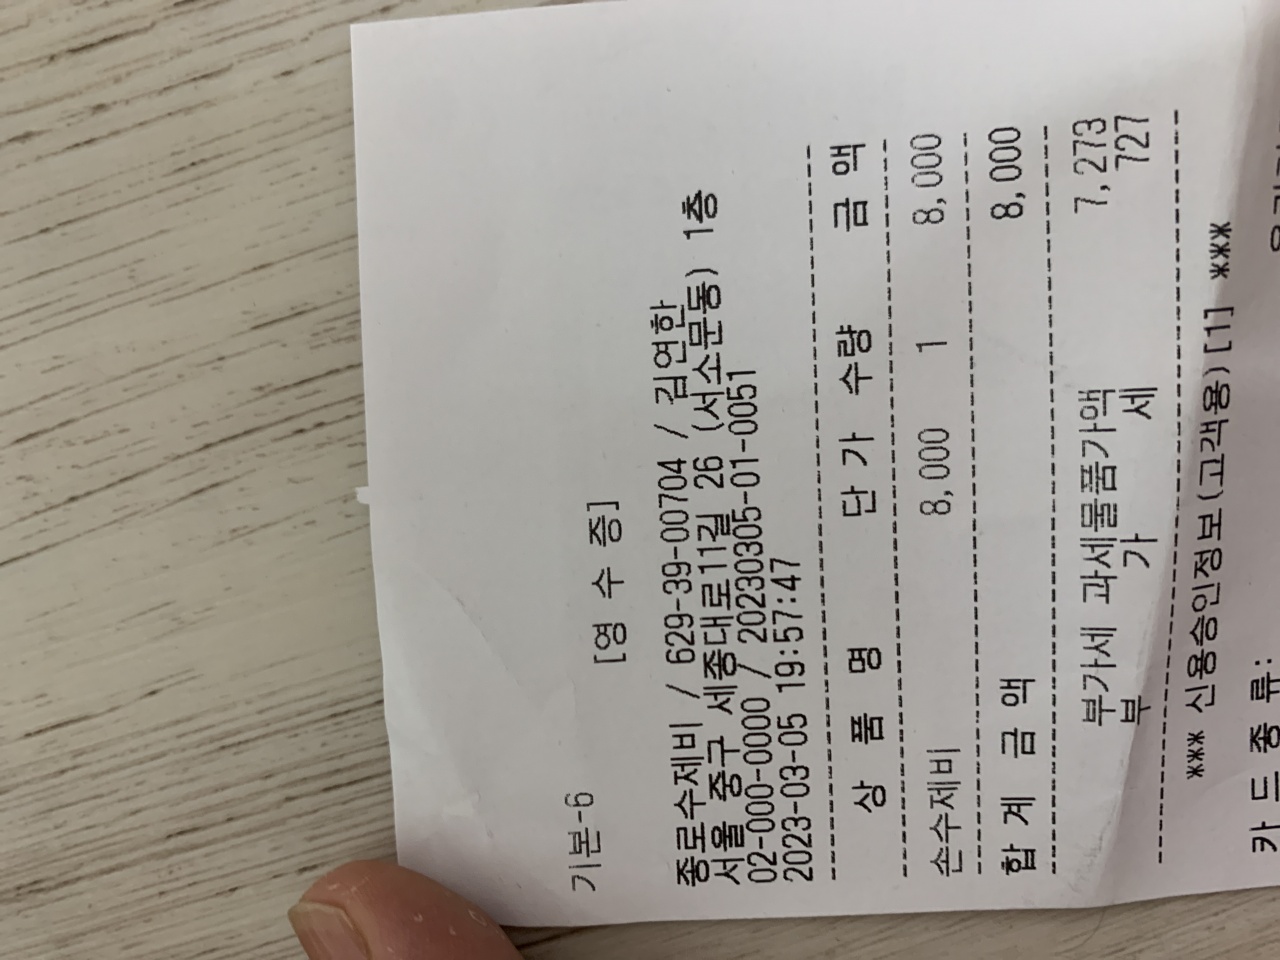 기본-6
[영 수 증]
종로수제비 / 629-39-00704 / 김연한
서울 중구 세종대로11길 26 (서소문동) 1층
02-000-0000 / 20230305-01-0051
2023-03-05 19:57:47
상 품 명 단 가 수량 금 액
손수제비 8,000 1 8,000
합 계 금 액 8,000
부가세 과세물품가액 7,273
부 가 세 727
*** 신용승인정보(고객용)[1] ***
카 드 종 류: